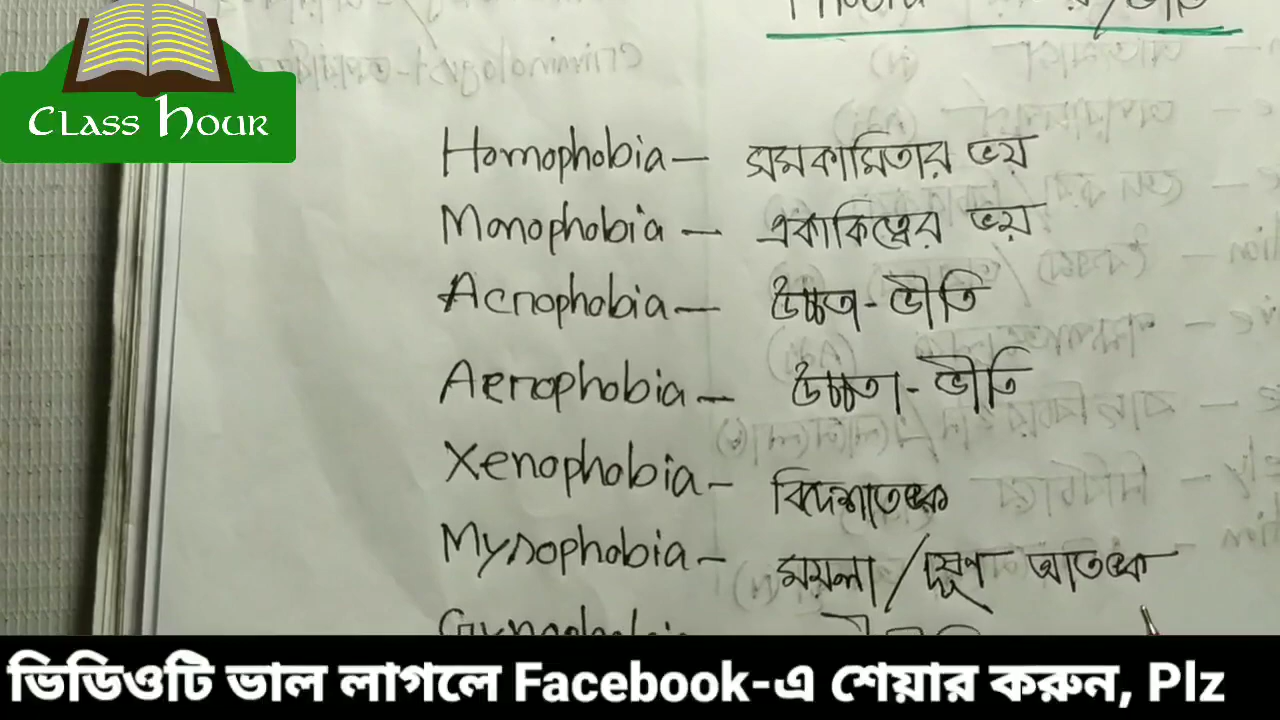 CLASS HOUR
Homophobia — সমকামিতার ভয়
Monophobia — একাকিত্বের ভয়
Acrophobia — উচ্চতা - ভীতি
Aerophobia — উচ্চতা - ভীতি
Xenophobia — বিদেশাতঙ্ক
Mysophobia — ময়লা / দূষণ আতঙ্ক
ভিডিওটি ভাল লাগলে Facebook-এ শেয়ার করুন, Plz